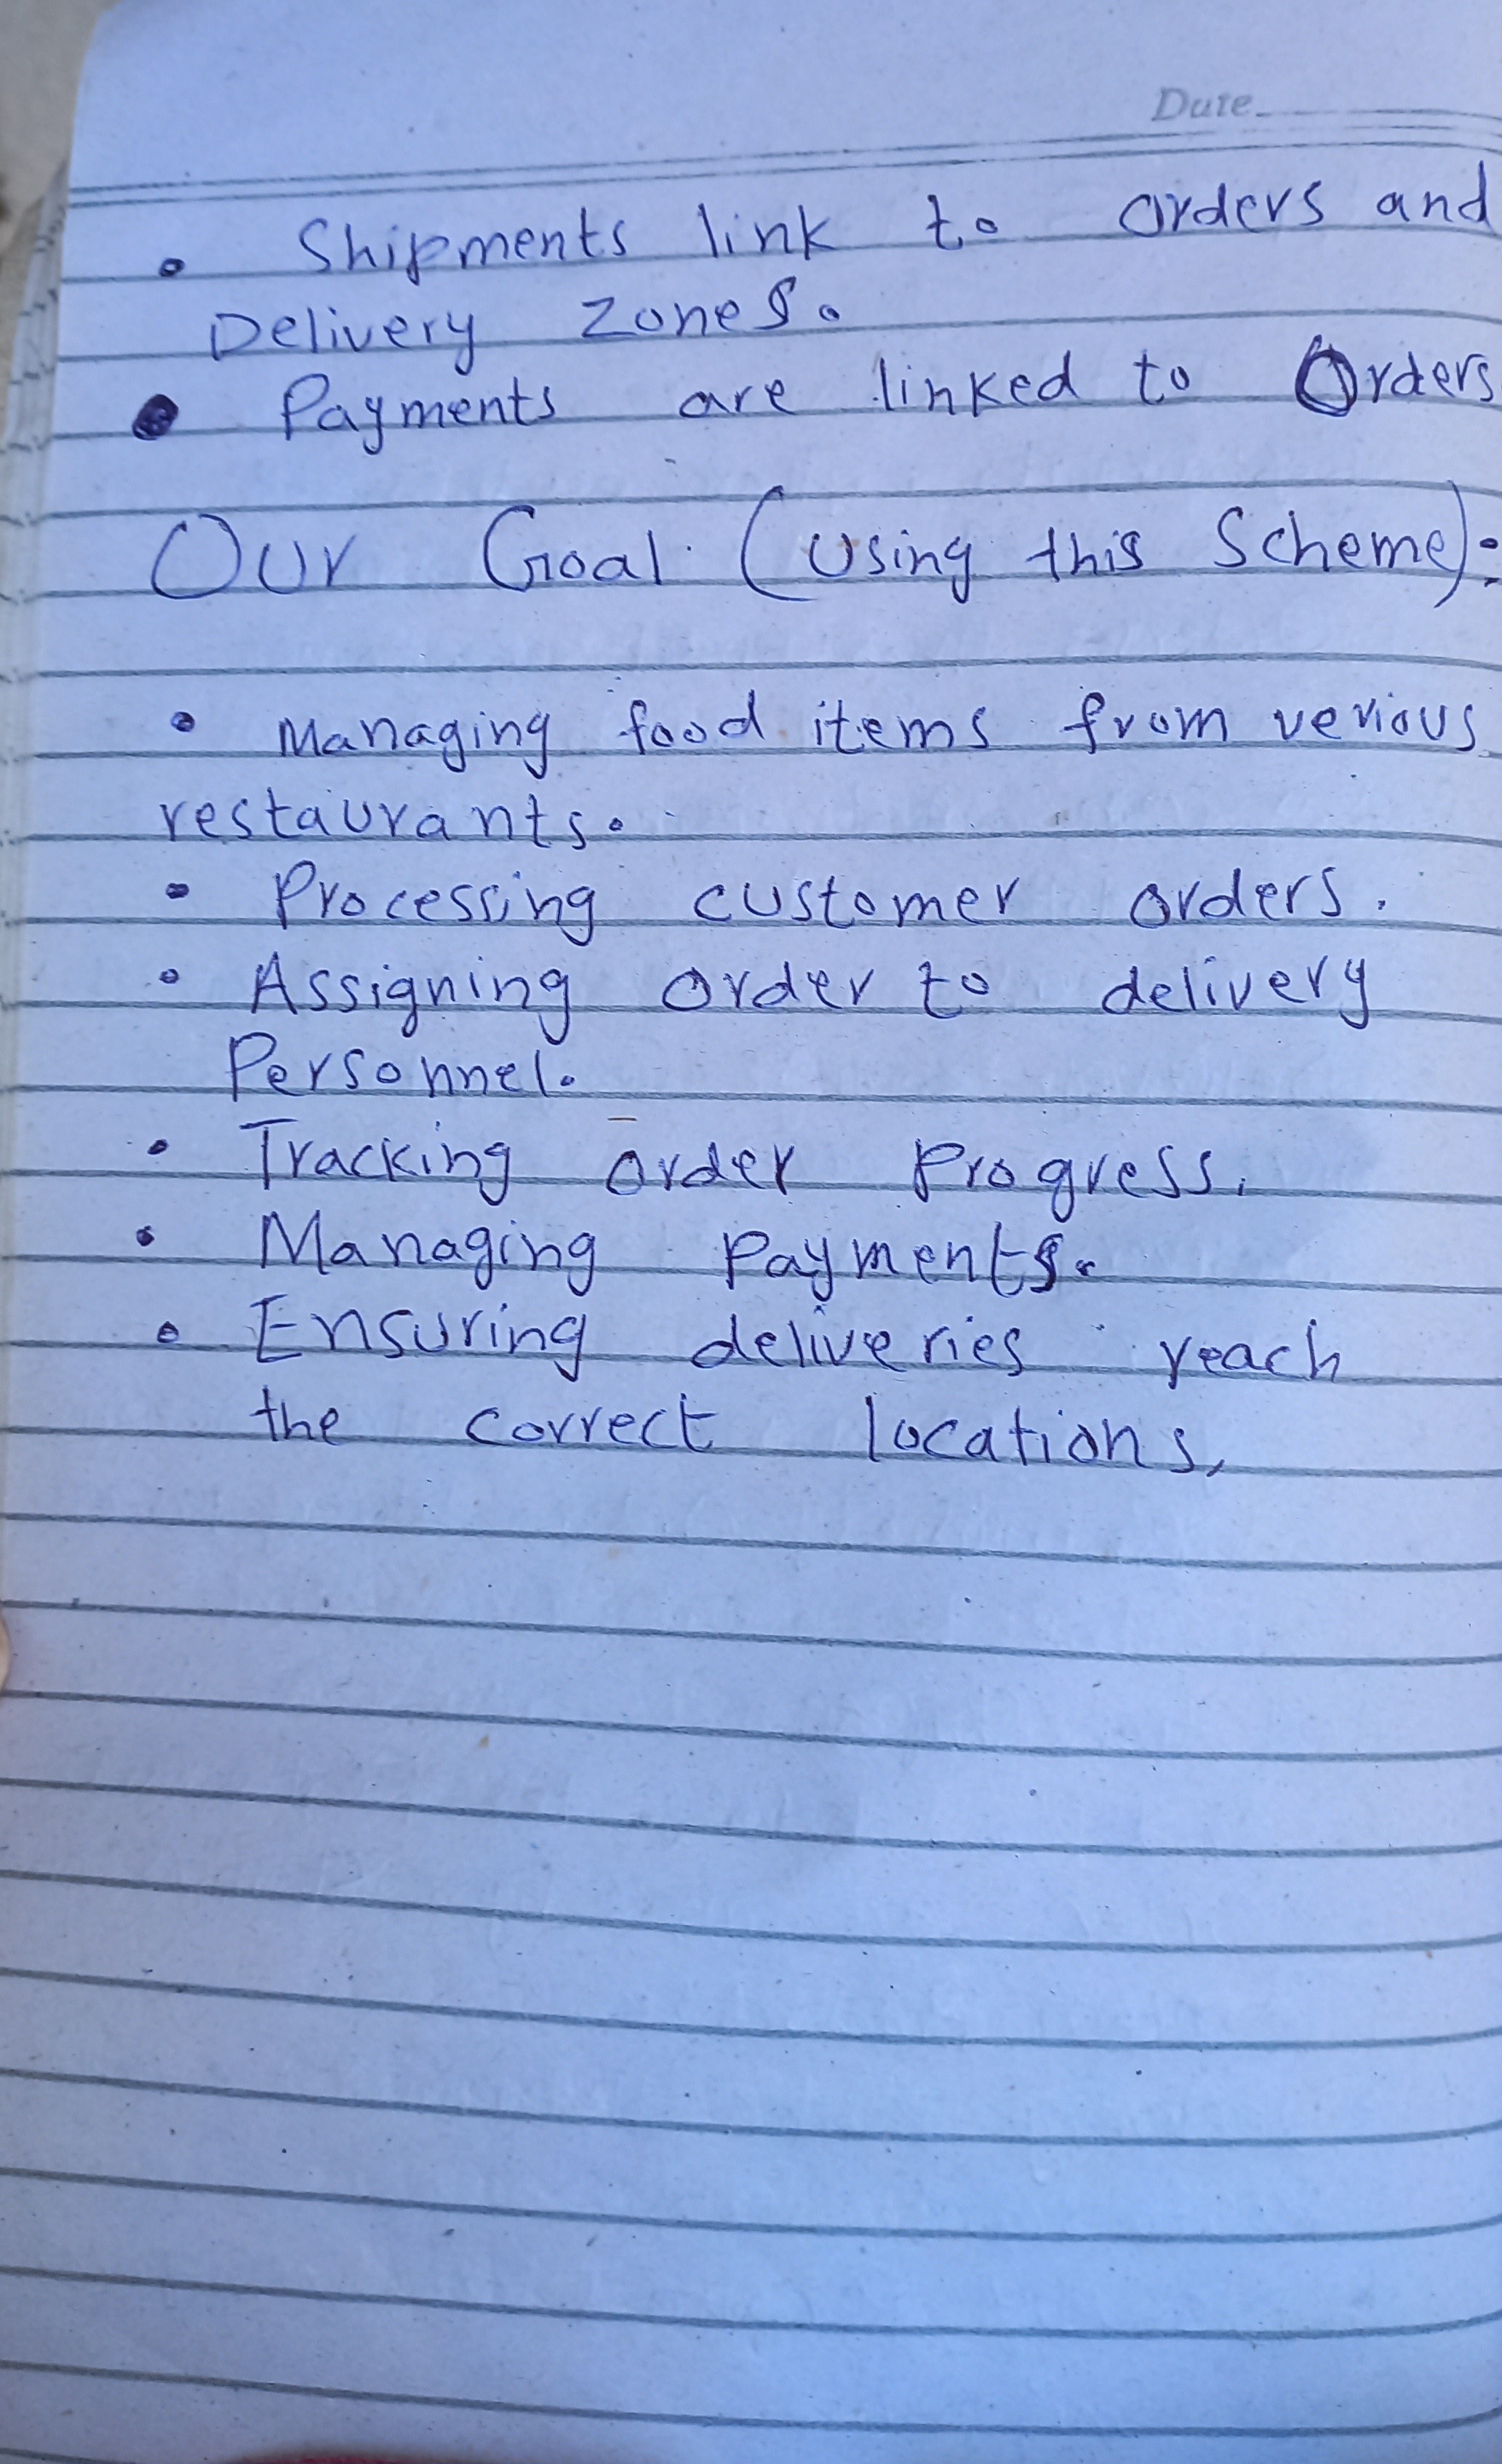 Date
• Shipments link to orders and
Delivery zones.
• Payments are linked to Orders
Our Goal (Using this Scheme):
• Managing food items from verious
restaurants.
• Processing customer orders.
• Assigning order to delivery
Personnel.
• Tracking order Progress.
• Managing Payments.
• Ensuring deliveries reach
the correct locations,